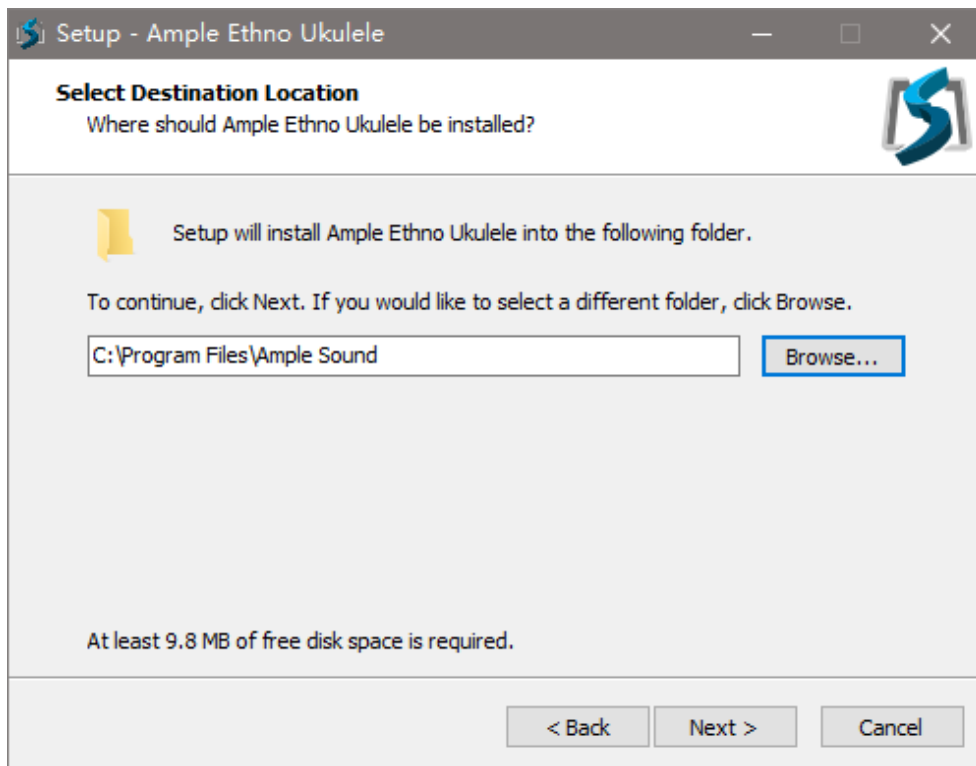 Setup - Ample Ethno Ukulele
Select Destination Location
Where should Ample Ethno Ukulele be installed?
Setup will install Ample Ethno Ukulele into the following folder.
To continue, click Next. If you would like to select a different folder, click Browse.
C:\Program Files\Ample Sound
Browse...
At least 9.8 MB of free disk space is required.
< Back
Next >
Cancel